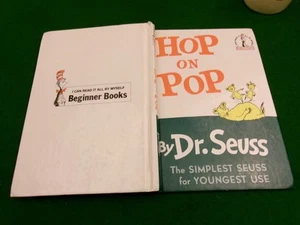 I CAN READ IT ALL BY MYSELF
Beginner Books
HOP
ON
POP
By Dr. Seuss
The SIMPLEST SEUSS
for YOUNGEST USE